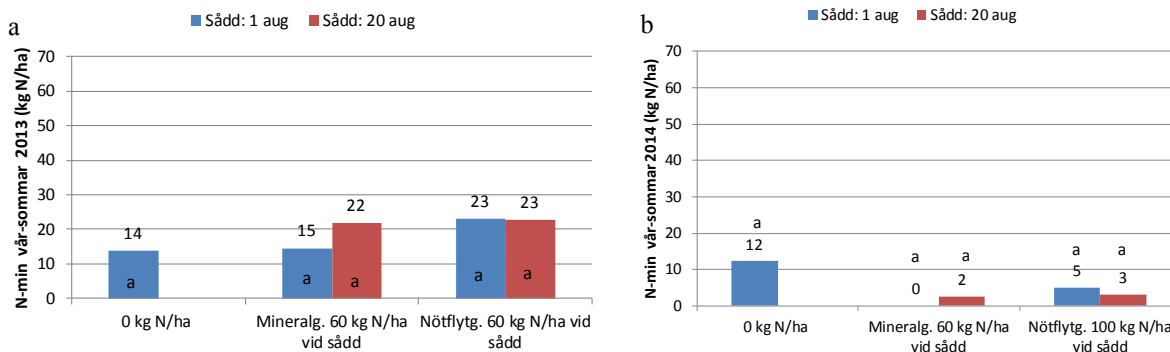 a
Sådd: 1 aug Sådd: 20 aug
N-min vår-sommar 2013 (kg N/ha)
70
60
50
40
30
20
10
0
14
15
22
23
23
a
a
a
a
a
0 kg N/ha
Mineralg. 60 kg N/ha
vid sådd
Nötflytg. 60 kg N/ha vid
sådd
b
Sådd: 1 aug Sådd: 20 aug
N-min vår-sommar 2014 (kg N/ha)
70
60
50
40
30
20
10
0
a
12
a
0
a
2
a
5
a
3
0 kg N/ha
Mineralg. 60 kg N/ha
vid sådd
Nötflytg. 100 kg N/ha
vid sådd